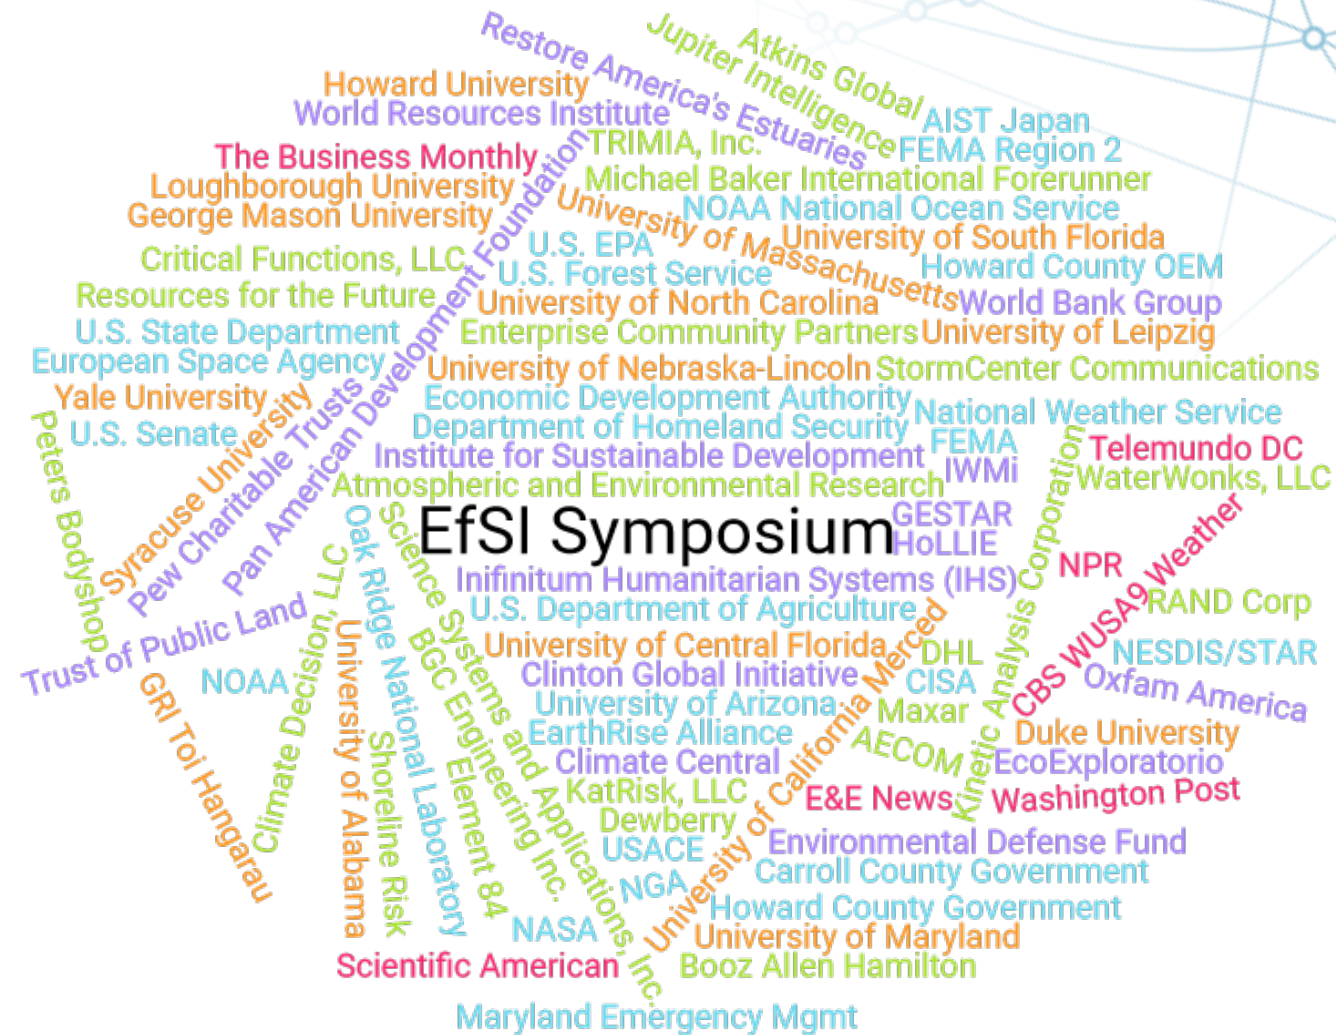 Restore America's Estuaries
Jupiter Intelligence
Atkins Global
Howard University
World Resources Institute
AIST Japan
TRIMIA, Inc.
FEMA Region 2
The Business Monthly
Michael Baker International Forerunner
Loughborough University
NOAA National Ocean Service
George Mason University
University of Massachusetts
University of South Florida
U.S. EPA
Critical Functions, LLC
Pan American Development Foundation
U.S. Forest Service
Howard County OEM
Resources for the Future
University of North Carolina
World Bank Group
U.S. State Department
Enterprise Community Partners
University of Leipzig
European Space Agency
University of Nebraska-Lincoln
StormCenter Communications
Yale University
Economic Development Authority
National Weather Service
U.S. Senate
Department of Homeland Security
FEMA
Telemundo DC
Peters Bodyshop
Syracuse University
Pew Charitable Trusts
Institute for Sustainable Development
IWMi
WaterWonks, LLC
Atmospheric and Environmental Research
EfSI Symposium
GESTAR
HoLLIE
Kinetic Analysis Corporation
NPR
CBS WUSA9 Weather
Inifinitum Humanitarian Systems (IHS)
RAND Corp
U.S. Department of Agriculture
Trust of Public Land
University of Central Florida
DHL
NESDIS/STAR
NOAA
Clinton Global Initiative
CISA
Oxfam America
GRI Toi Hangarau
Climate Decision, LLC
University of Alabama
Oak Ridge National Laboratory
Science Systems and Applications, Inc.
BGC Engineering Inc.
University of Arizona
Maxar
EarthRise Alliance
University of California Merced
AECOM
Duke University
Shoreline Risk
Element 84
Climate Central
EcoExploratorio
KatRisk, LLC
E&E News
Washington Post
Dewberry
USACE
Environmental Defense Fund
NGA
Carroll County Government
Howard County Government
NASA
University of Maryland
Scientific American
Booz Allen Hamilton
Maryland Emergency Mgmt